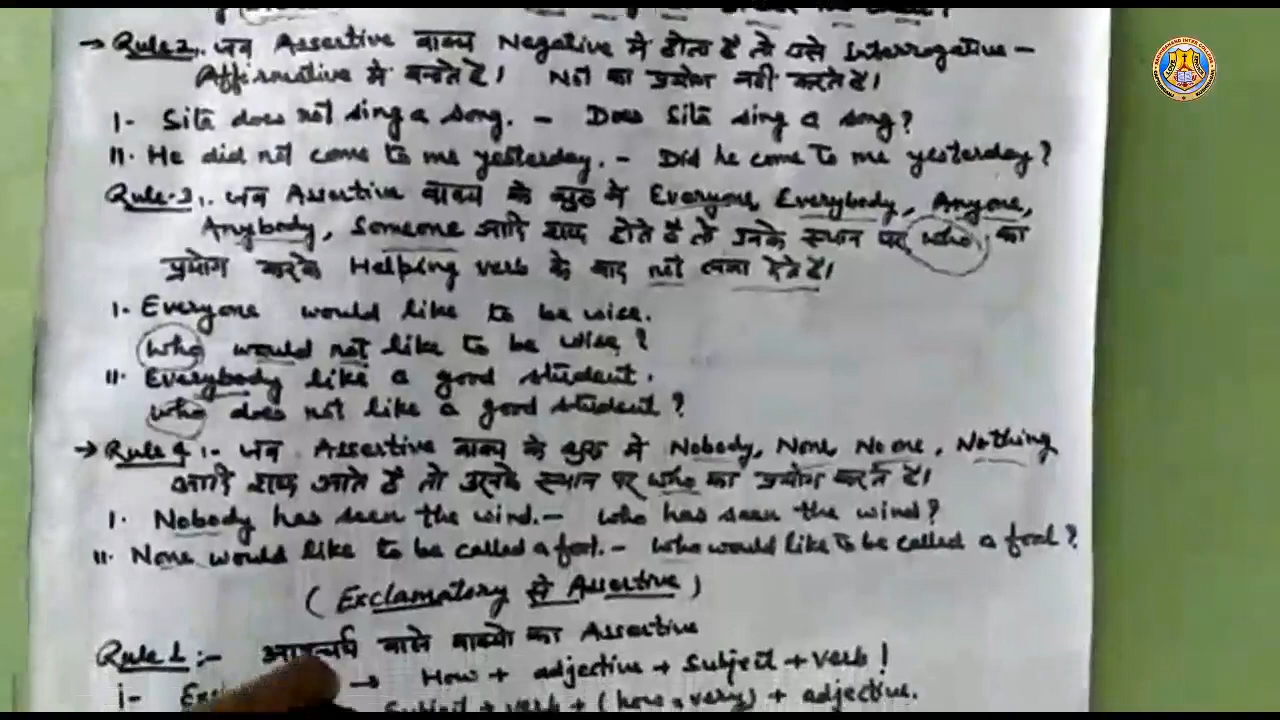 → Rule 2:. जब Assertive वाक्य Negative में होता है तो उसे Interrogative –
Affirmative में बनाते हैं। Not का प्रयोग नहीं करते हैं।
I- Sita does not sing a song. – Does Sita sing a song?
II. He did not come to me yesterday. – Did he come to me yesterday?
Rule-3:. जब Assertive वाक्य के शुरु में Everyone, Everybody, Anyone,
Anybody, Someone आदि शब्द होते है तो उनके स्थान पर who का
प्रयोग करके Helping verb के बाद not लगा देते हैं।
I. Everyone would like to be wise.
who would not like to be wise?
II. Everybody like a good student.
who does not like a good student?
→ Rule 4:- जब Assertive वाक्य के शुरु में Nobody, None, No one, Nothing
आदि शब्द आते है तो उनके स्थान पर who का प्रयोग करते हैं।
I. Nobody has seen the wind. – who has seen the wind?
II. None would like to be called a fool. – who would like to be called a fool?
(Exclamatory से Assertive)
Rule 1:- वाले वाक्यो का Assertive
i- → How + adjective + Subject + verb!
Subject + verb + (how = very) + adjective.